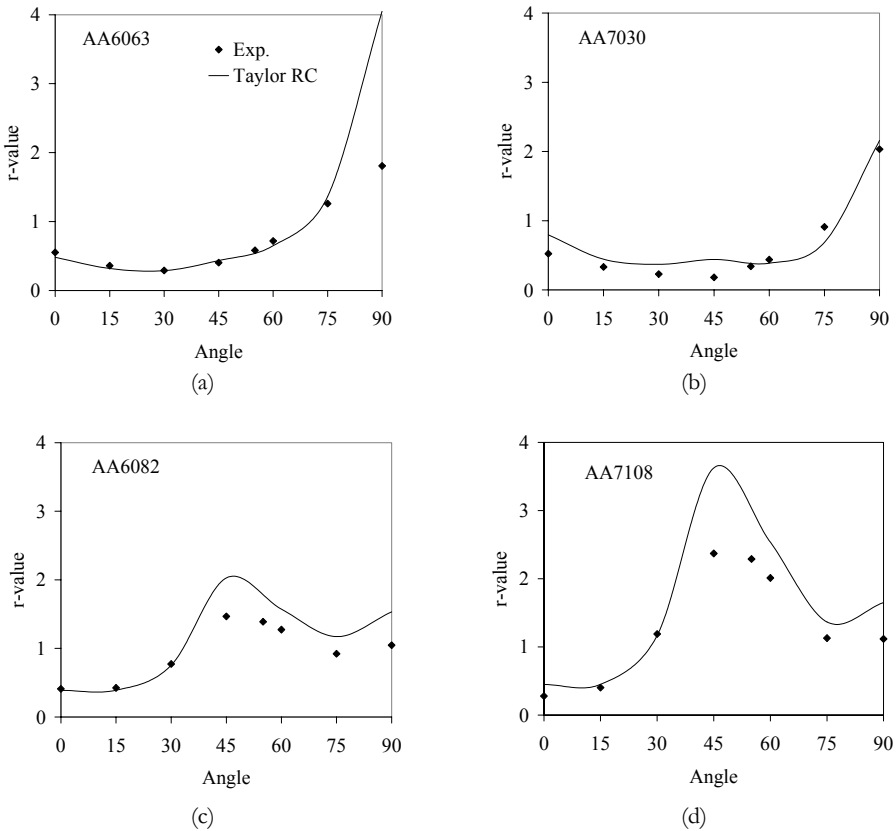 AA6063
Exp.
Taylor RC
4
3
2
1
0
r-value
0 15 30 45 60 75 90
Angle
(a)
AA7030
4
3
2
1
0
r-value
0 15 30 45 60 75 90
Angle
(b)
AA6082
4
3
2
1
0
r-value
0 15 30 45 60 75 90
Angle
(c)
AA7108
4
3
2
1
0
r-value
0 15 30 45 60 75 90
Angle
(d)